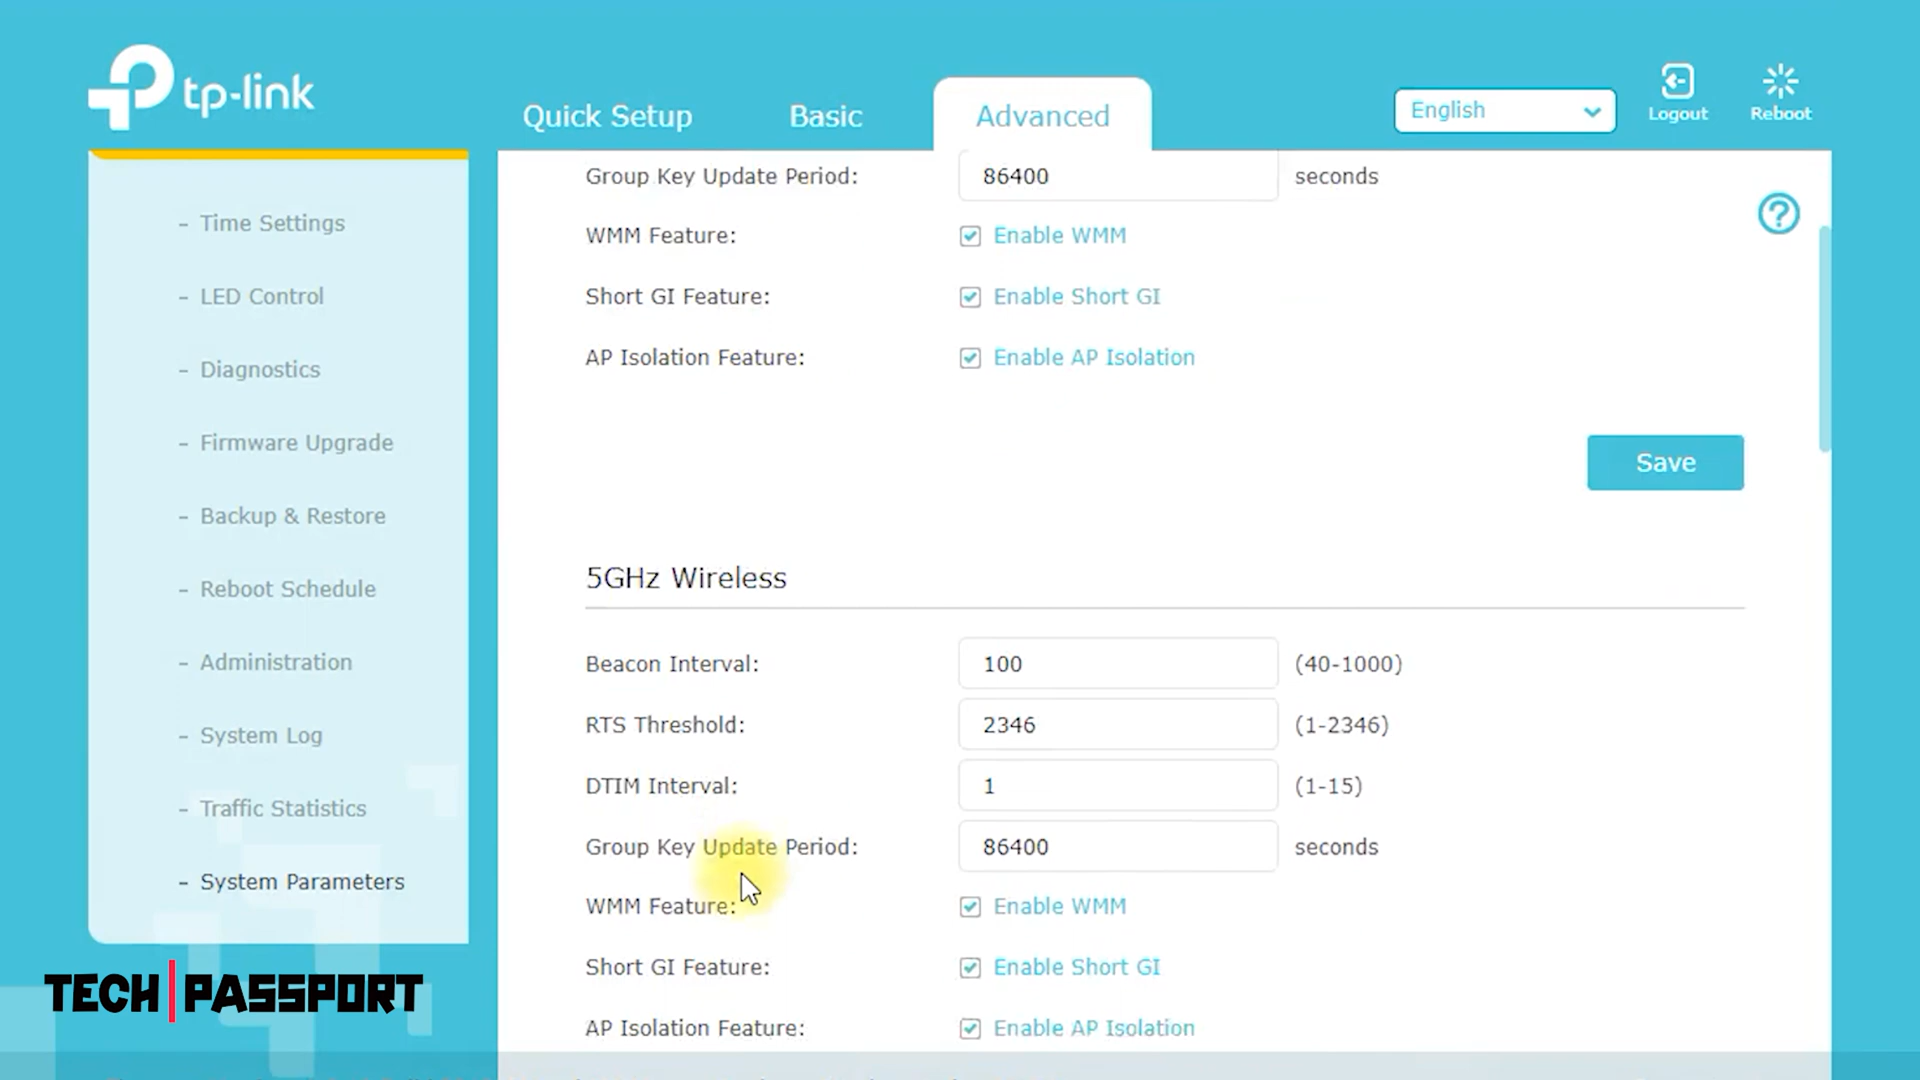 tp-link
Quick Setup
Basic
Advanced
English
Logout
Reboot
- Time Settings
- LED Control
- Diagnostics
- Firmware Upgrade
- Backup & Restore
- Reboot Schedule
- Administration
- System Log
- Traffic Statistics
- System Parameters
TECH|PASSPORT
Group Key Update Period: 86400 seconds
WMM Feature: Enable WMM
Short GI Feature: Enable Short GI
AP Isolation Feature: Enable AP Isolation
Save
5GHz Wireless
Beacon Interval: 100 (40-1000)
RTS Threshold: 2346 (1-2346)
DTIM Interval: 1 (1-15)
Group Key Update Period: 86400 seconds
WMM Feature: Enable WMM
Short GI Feature: Enable Short GI
AP Isolation Feature: Enable AP Isolation